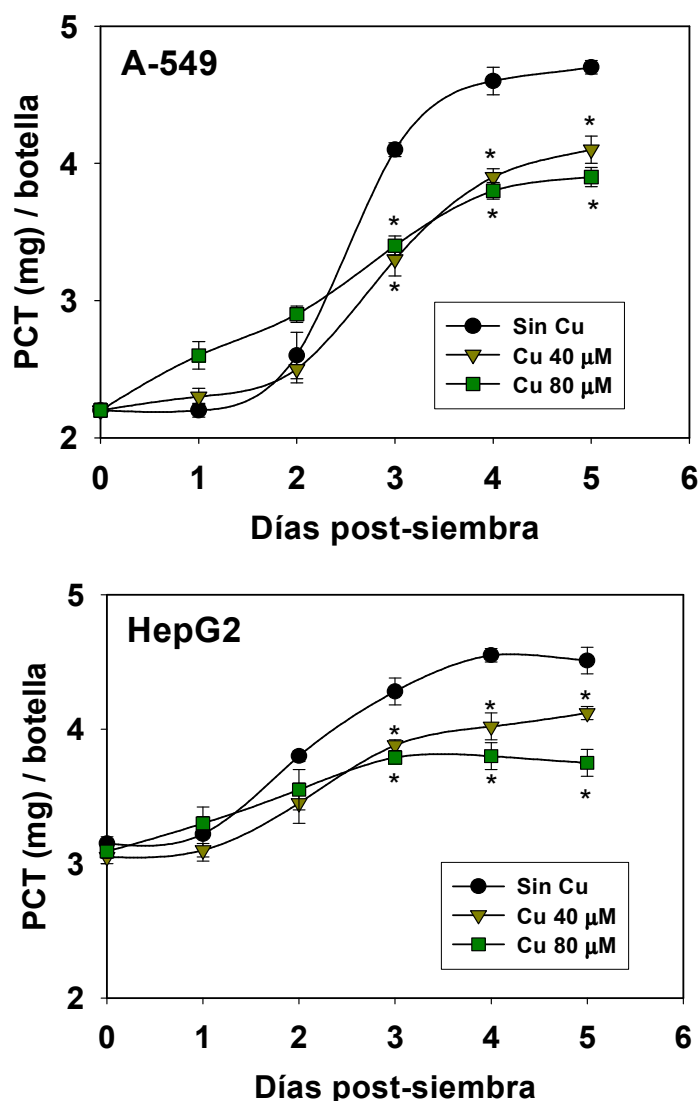 A-549
PCT (mg) / botella
5
4
3
2
*
*
*
*
*
*
Sin Cu
Cu 40 μM
Cu 80 μM
0 1 2 3 4 5 6
Días post-siembra
HepG2
PCT (mg) / botella
5
4
3
2
*
*
*
*
*
*
Sin Cu
Cu 40 μM
Cu 80 μM
0 1 2 3 4 5 6
Días post-siembra